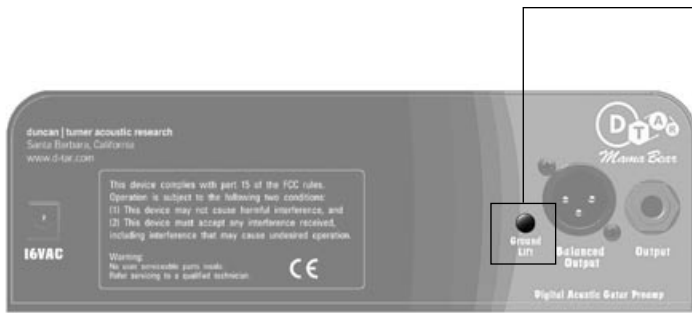 duncan | turner acoustic research
Santa Barbara, California
www.d-tar.com
This device complies with part 15 of the FCC rules.
Operation is subject to the following two conditions:
(1) This device may not cause harmful interference, and
(2) This device must accept any interference received,
including interference that may cause undesired operation.
Warning:
No user serviceable parts inside.
Refer servicing to a qualified technician.
CE
16VAC
D-TAR
Mama Bear
Ground
Lift
Balanced
Output
Output
Digital Acoustic Guitar Preamp